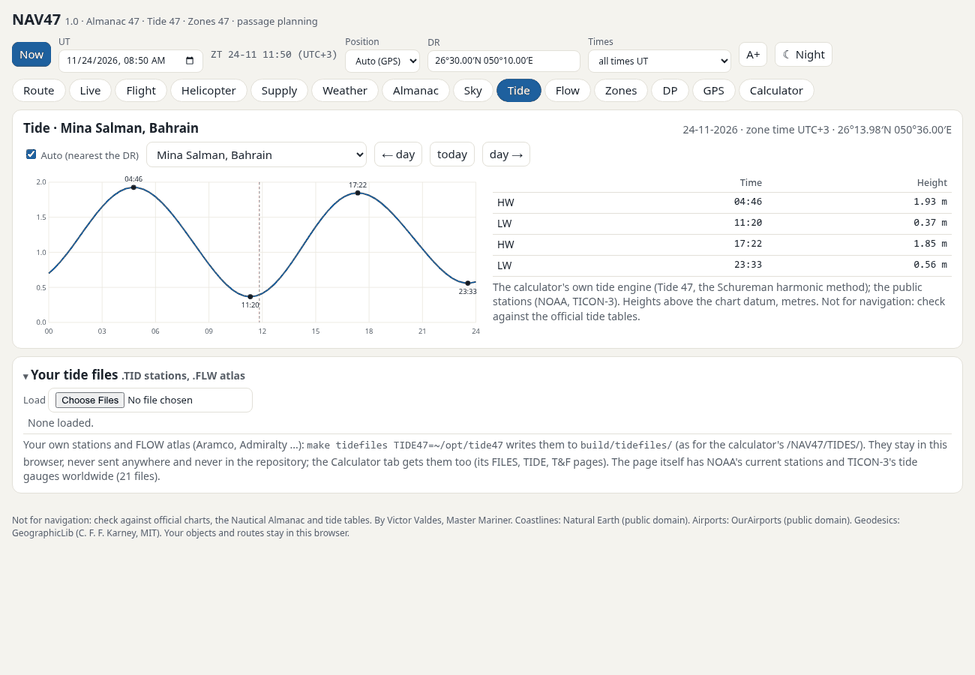 NAV47 1.0 · Almanac 47 · Tide 47 · Zones 47 · passage planning
Now
UT
11/24/2026, 08:50 AM
ZT 24-11 11:50 (UTC+3)
Position
Auto (GPS)
DR
26°30.00′N 050°10.00′E
Times
all times UT
A+
☾ Night
Route Live Flight Helicopter Supply Weather Almanac Sky Tide Flow Zones DP GPS Calculator
Tide · Mina Salman, Bahrain
24-11-2026 · zone time UTC+3 · 26°13.98′N 050°36.00′E
Auto (nearest the DR)
Mina Salman, Bahrain
← day
today
day →
2.0
1.5
1.0
0.5
0.0
00 03 06 09 12 15 18 21 24
04:46
11:20
17:22
23:33
Time Height
HW 04:46 1.93 m
LW 11:20 0.37 m
HW 17:22 1.85 m
LW 23:33 0.56 m
The calculator's own tide engine (Tide 47, the Schureman harmonic method); the public
stations (NOAA, TICON-3). Heights above the chart datum, metres. Not for navigation: check
against the official tide tables.
▾ Your tide files .TID stations, .FLW atlas
Load Choose Files No file chosen
None loaded.
Your own stations and FLOW atlas (Aramco, Admiralty …): make tidefiles TIDE47=~/opt/tide47 writes them to build/tidefiles/ (as for the calculator's /NAV47/TIDES/). They stay in this
browser, never sent anywhere and never in the repository; the Calculator tab gets them too (its FILES, TIDE, T&F pages). The page itself has NOAA's current stations and TICON-3's tide
gauges worldwide (21 files).
Not for navigation: check against official charts, the Nautical Almanac and tide tables. By Victor Valdes, Master Mariner. Coastlines: Natural Earth (public domain). Airports: OurAirports (public domain). Geodesics:
GeographicLib (C. F. F. Karney, MIT). Your objects and routes stay in this browser.